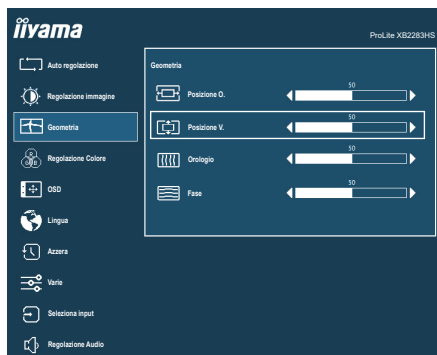 iiyama
ProLite XB2283HS
Auto regolazione
Regolazione immagine
Geometria
Regolazione Colore
R
G B
OSD
Lingua
Azzera
Varie
Seleziona input
Regolazione Audio
Geometria
Posizione O.
50
Posizione V.
50
Orologio
50
Fase
50